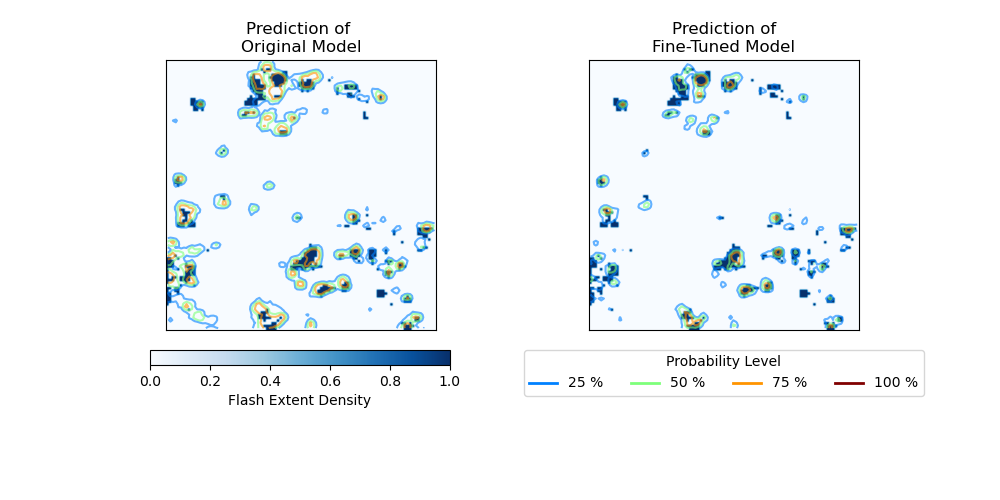 Prediction of
Original Model
Prediction of
Fine-Tuned Model
0.0 0.2 0.4 0.6 0.8 1.0
Flash Extent Density
Probability Level
25 % 50 % 75 % 100 %